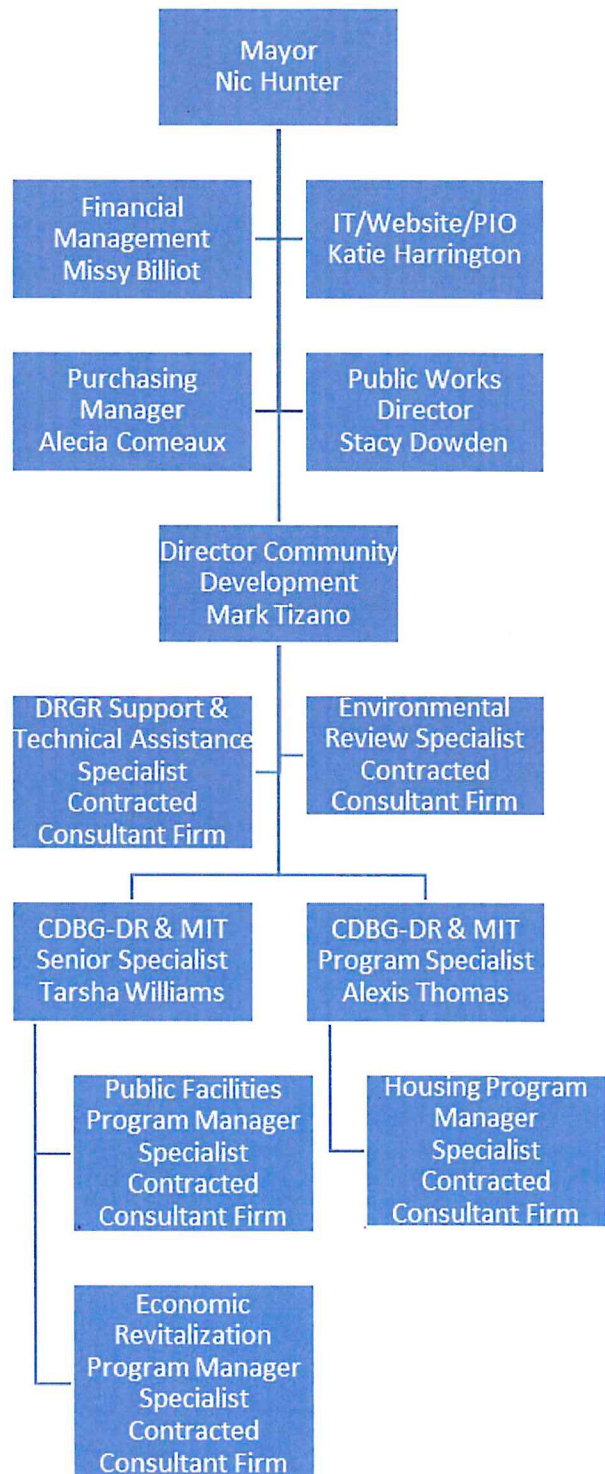 Mayor
Nic Hunter
Financial
Management
Missy Billiot
IT/Website/PIO
Katie Harrington
Purchasing
Manager
Alecia Comeaux
Public Works
Director
Stacy Dowden
Director Community
Development
Mark Tizano
DRGR Support &
Technical Assistance
Specialist
Contracted
Consultant Firm
Environmental
Review Specialist
Contracted
Consultant Firm
CDBG-DR & MIT
Senior Specialist
Tarsha Williams
CDBG-DR & MIT
Program Specialist
Alexis Thomas
Public Facilities
Program Manager
Specialist
Contracted
Consultant Firm
Housing Program
Manager
Specialist
Contracted
Consultant Firm
Economic
Revitalization
Program Manager
Specialist
Contracted
Consultant Firm